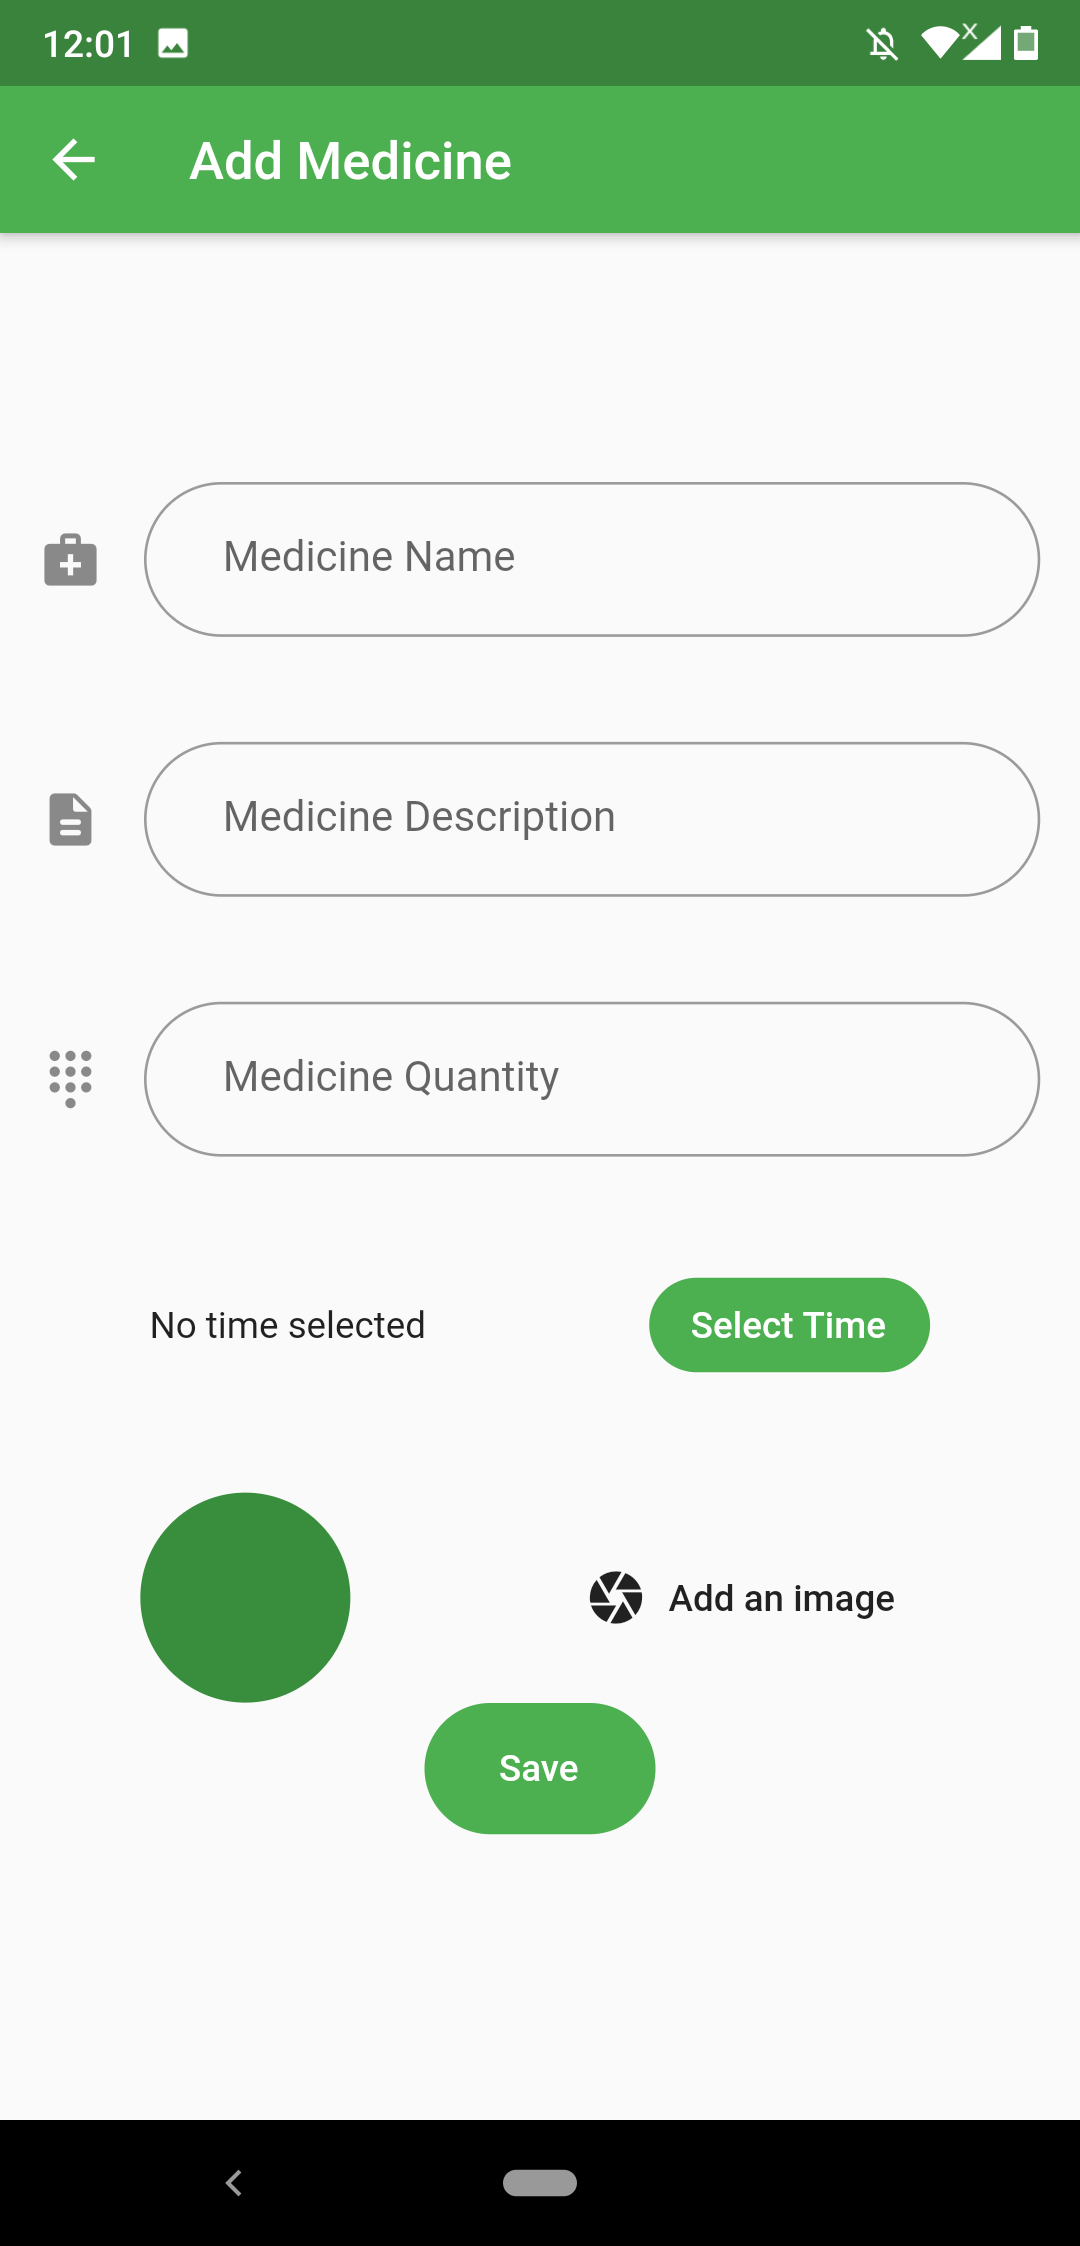 12:01
Add Medicine
Medicine Name
Medicine Description
Medicine Quantity
No time selected
Select Time
Add an image
Save